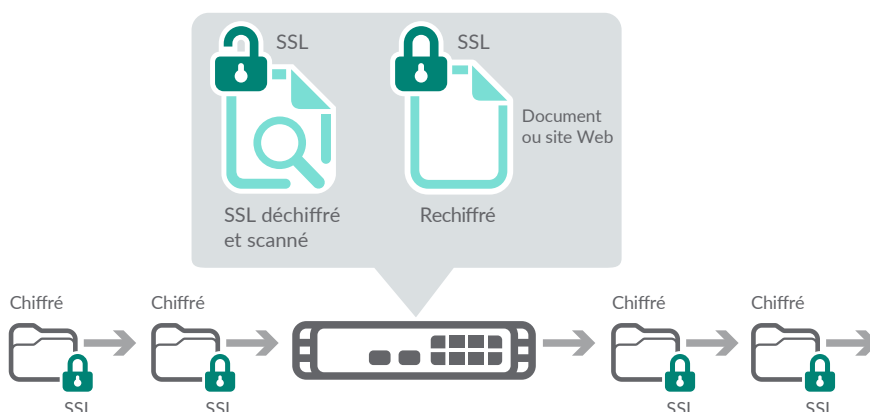 SSL
SSL
Document
ou site Web
SSL déchiffré
et scanné
Rechiffré
Chiffré
Chiffré
Chiffré
Chiffré
SSL
SSL
SSL
SSL